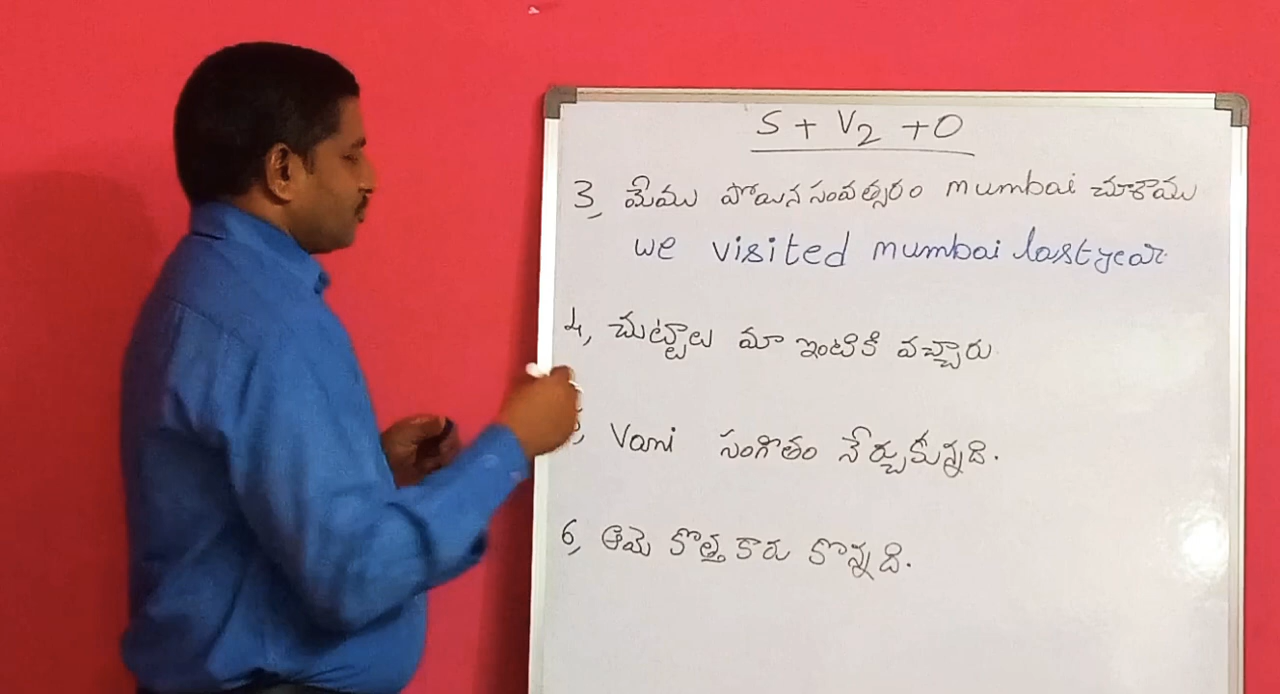 S + V2 + O
3, మేము పోయిన సంవత్సరం mumbai చూశాము
we visited mumbai last year
4, చుట్టాలు మా ఇంటికి వచ్చారు
, Vani సంగీతం నేర్చుకున్నది.
6, ఆమె కొత్త కారు కొన్నది.